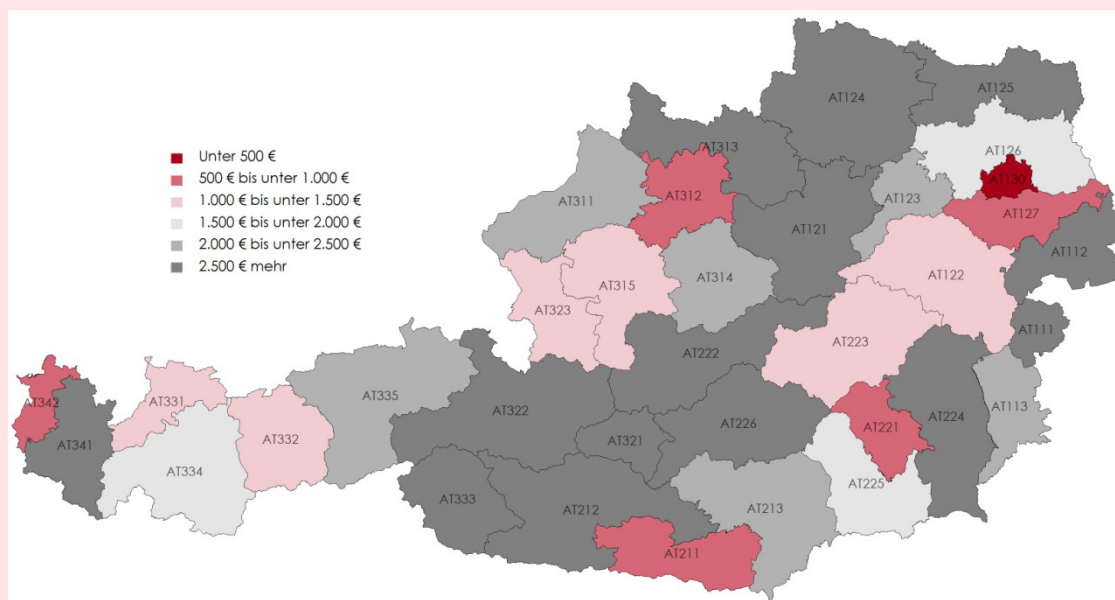 Unter 500 €
500 € bis unter 1.000 €
1.000 € bis unter 1.500 €
1.500 € bis unter 2.000 €
2.000 € bis unter 2.500 €
2.500 € mehr
AT124
AT125
AT126
AT130
AT313
AT312
AT311
AT123
AT127
AT121
AT112
AT314
AT315
AT122
AT323
AT111
AT223
AT222
AT335
AT342
AT331
AT322
AT113
AT224
AT226
AT221
AT321
AT332
AT341
AT334
AT225
AT333
AT212
AT213
AT211